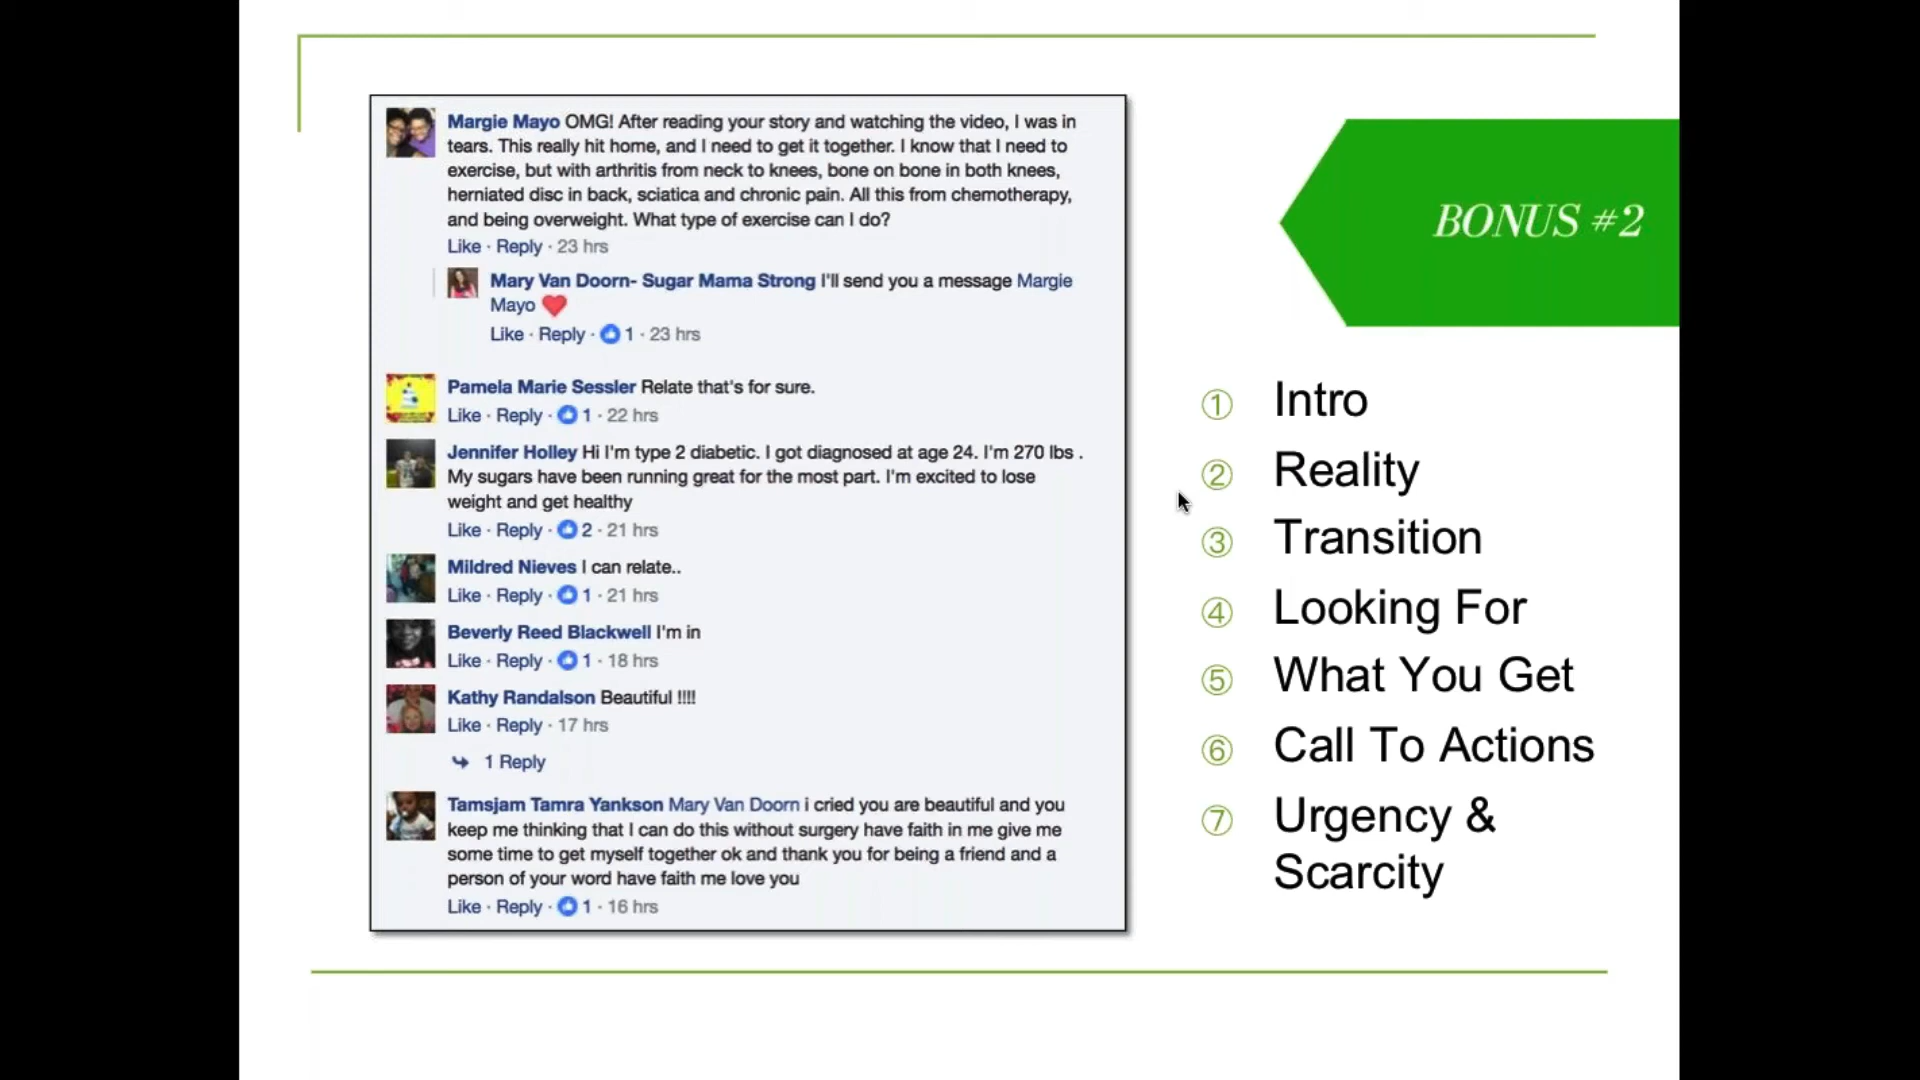 Margie Mayo OMG! After reading your story and watching the video, I was in
tears. This really hit home, and I need to get it together. I know that I need to
exercise, but with arthritis from neck to knees, bone on bone in both knees,
herniated disc in back, sciatica and chronic pain. All this from chemotherapy,
and being overweight. What type of exercise can I do?
Like · Reply · 23 hrs
Mary Van Doorn- Sugar Mama Strong I'll send you a message Margie
Mayo ❤️
Like · Reply · 1 · 23 hrs
Pamela Marie Sessler Relate that's for sure.
Like · Reply · 1 · 22 hrs
Jennifer Holley Hi I'm type 2 diabetic. I got diagnosed at age 24. I'm 270 lbs .
My sugars have been running great for the most part. I'm excited to lose
weight and get healthy
Like · Reply · 2 · 21 hrs
Mildred Nieves I can relate..
Like · Reply · 1 · 21 hrs
Beverly Reed Blackwell I'm in
Like · Reply · 1 · 18 hrs
Kathy Randalson Beautiful !!!!
Like · Reply · 17 hrs
1 Reply
Tamsjam Tamra Yankson Mary Van Doorn i cried you are beautiful and you
keep me thinking that I can do this without surgery have faith in me give me
some time to get myself together ok and thank you for being a friend and a
person of your word have faith me love you
Like · Reply · 1 · 16 hrs
BONUS #2
① Intro
② Reality
③ Transition
④ Looking For
⑤ What You Get
⑥ Call To Actions
⑦ Urgency &
Scarcity